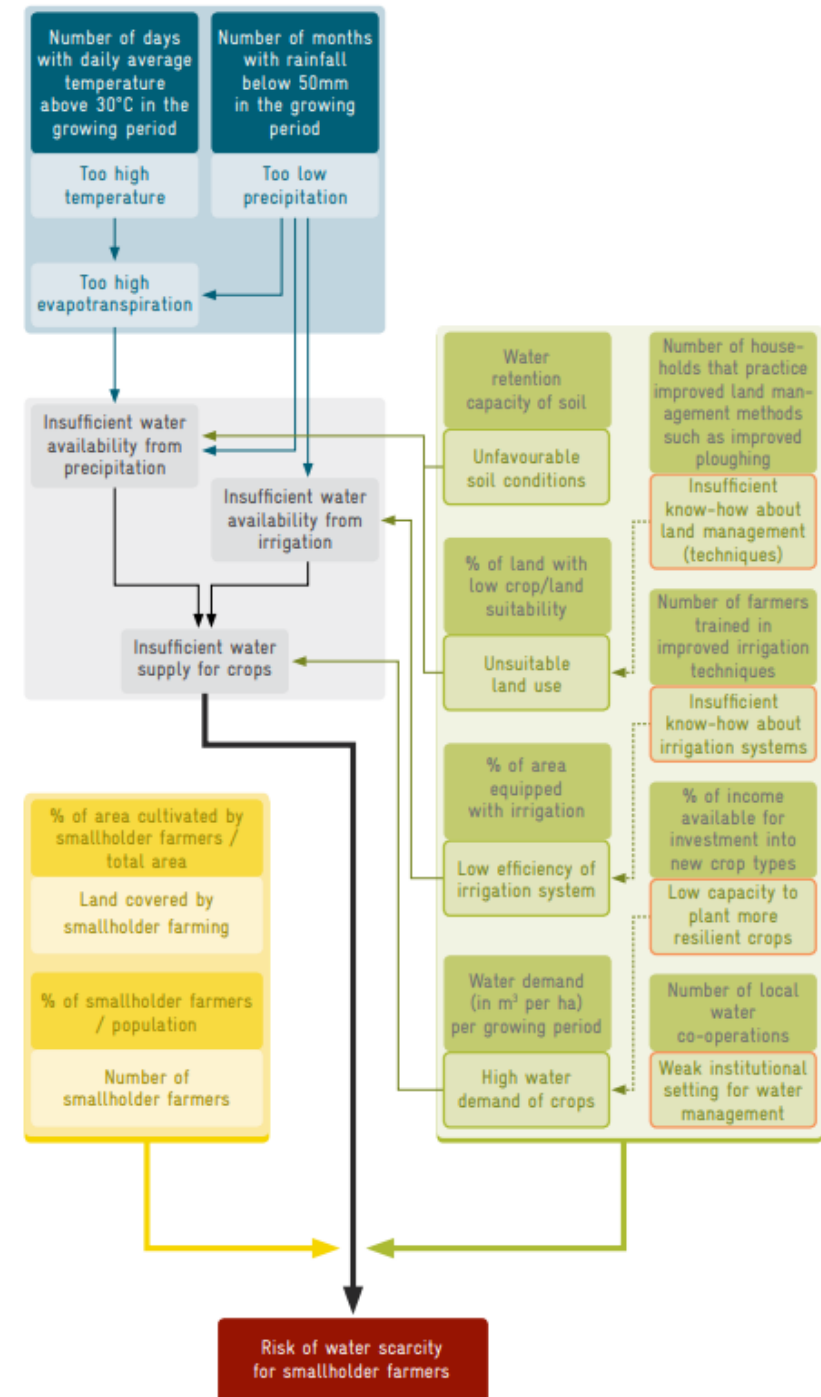 Number of days
with daily average
temperature
above 30°C in the
growing period
Number of months
with rainfall
below 50mm
in the growing
period
Too high
temperature
Too low
precipitation
Too high
evapotranspiration
Insufficient water
availability from
precipitation
Insufficient water
availability from
irrigation
Insufficient water
supply for crops
Water
retention
capacity of soil
Unfavourable
soil conditions
% of land with
low crop/land
suitability
Unsuitable
land use
% of area
equipped
with irrigation
Low efficiency of
irrigation system
Water demand
(in m³ per ha)
per growing period
High water
demand of crops
Number of house-
holds that practice
improved land man-
agement methods
such as improved
ploughing
Insufficient
know-how about
land management
(techniques)
Number of farmers
trained in
improved irrigation
techniques
Insufficient
know-how about
irrigation systems
% of income
available for
investment into
new crop types
Low capacity to
plant more
resilient crops
Number of local
water
co-operations
Weak institutional
setting for water
management
% of area cultivated by
smallholder farmers /
total area
Land covered by
smallholder farming
% of smallholder farmers
/ population
Number of
smallholder farmers
Risk of water scarcity
for smallholder farmers